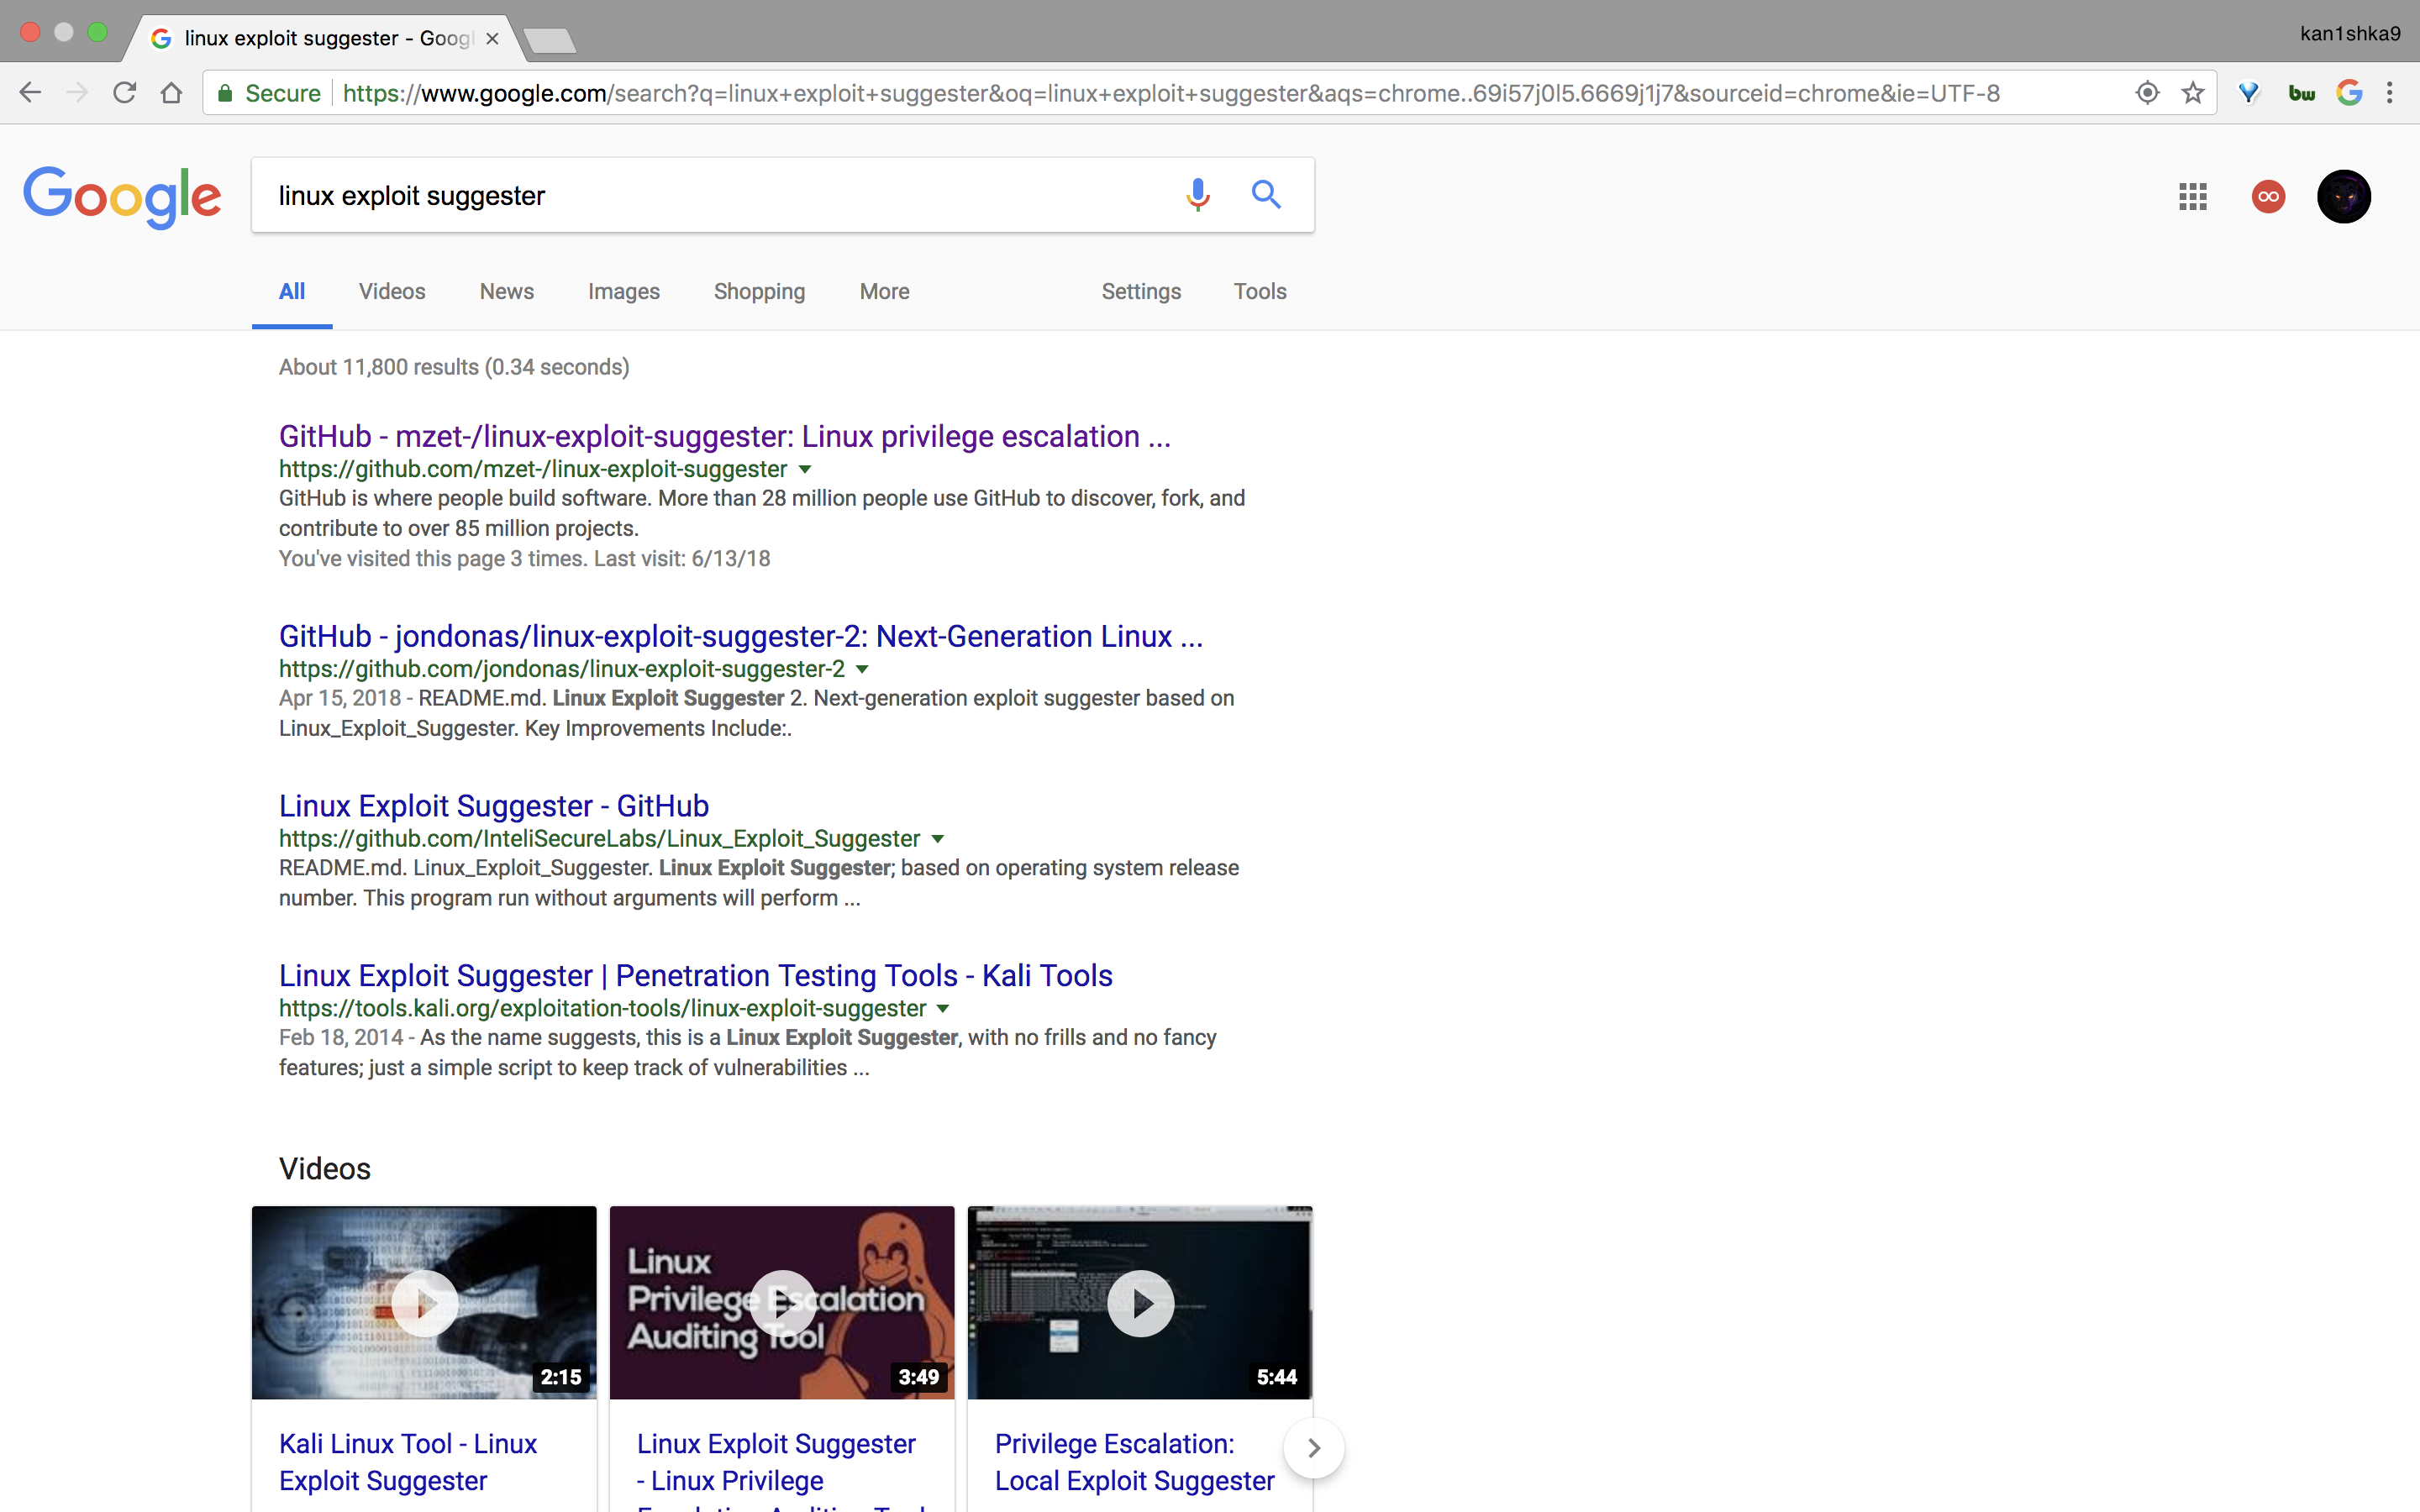 linux exploit suggester - Googl
kan1shka9
Secure https://www.google.com/search?q=linux+exploit+suggester&oq=linux+exploit+suggester&aqs=chrome..69i57j0l5.6669j1j7&sourceid=chrome&ie=UTF-8
bw
Google
linux exploit suggester
All Videos News Images Shopping More Settings Tools
About 11,800 results (0.34 seconds)
GitHub - mzet-/linux-exploit-suggester: Linux privilege escalation ...
https://github.com/mzet-/linux-exploit-suggester
GitHub is where people build software. More than 28 million people use GitHub to discover, fork, and
contribute to over 85 million projects.
You've visited this page 3 times. Last visit: 6/13/18
GitHub - jondonas/linux-exploit-suggester-2: Next-Generation Linux ...
https://github.com/jondonas/linux-exploit-suggester-2
Apr 15, 2018 - README.md. Linux Exploit Suggester 2. Next-generation exploit suggester based on
Linux_Exploit_Suggester. Key Improvements Include:.
Linux Exploit Suggester - GitHub
https://github.com/InteliSecureLabs/Linux_Exploit_Suggester
README.md. Linux_Exploit_Suggester. Linux Exploit Suggester; based on operating system release
number. This program run without arguments will perform ...
Linux Exploit Suggester | Penetration Testing Tools - Kali Tools
https://tools.kali.org/exploitation-tools/linux-exploit-suggester
Feb 18, 2014 - As the name suggests, this is a Linux Exploit Suggester, with no frills and no fancy
features; just a simple script to keep track of vulnerabilities ...
Videos
Linux
Privilege Escalation
Auditing Tool
2:15
3:49
5:44
Kali Linux Tool - Linux
Exploit Suggester
Linux Exploit Suggester
- Linux Privilege
Escalation Auditing Tool
Privilege Escalation:
Local Exploit Suggester